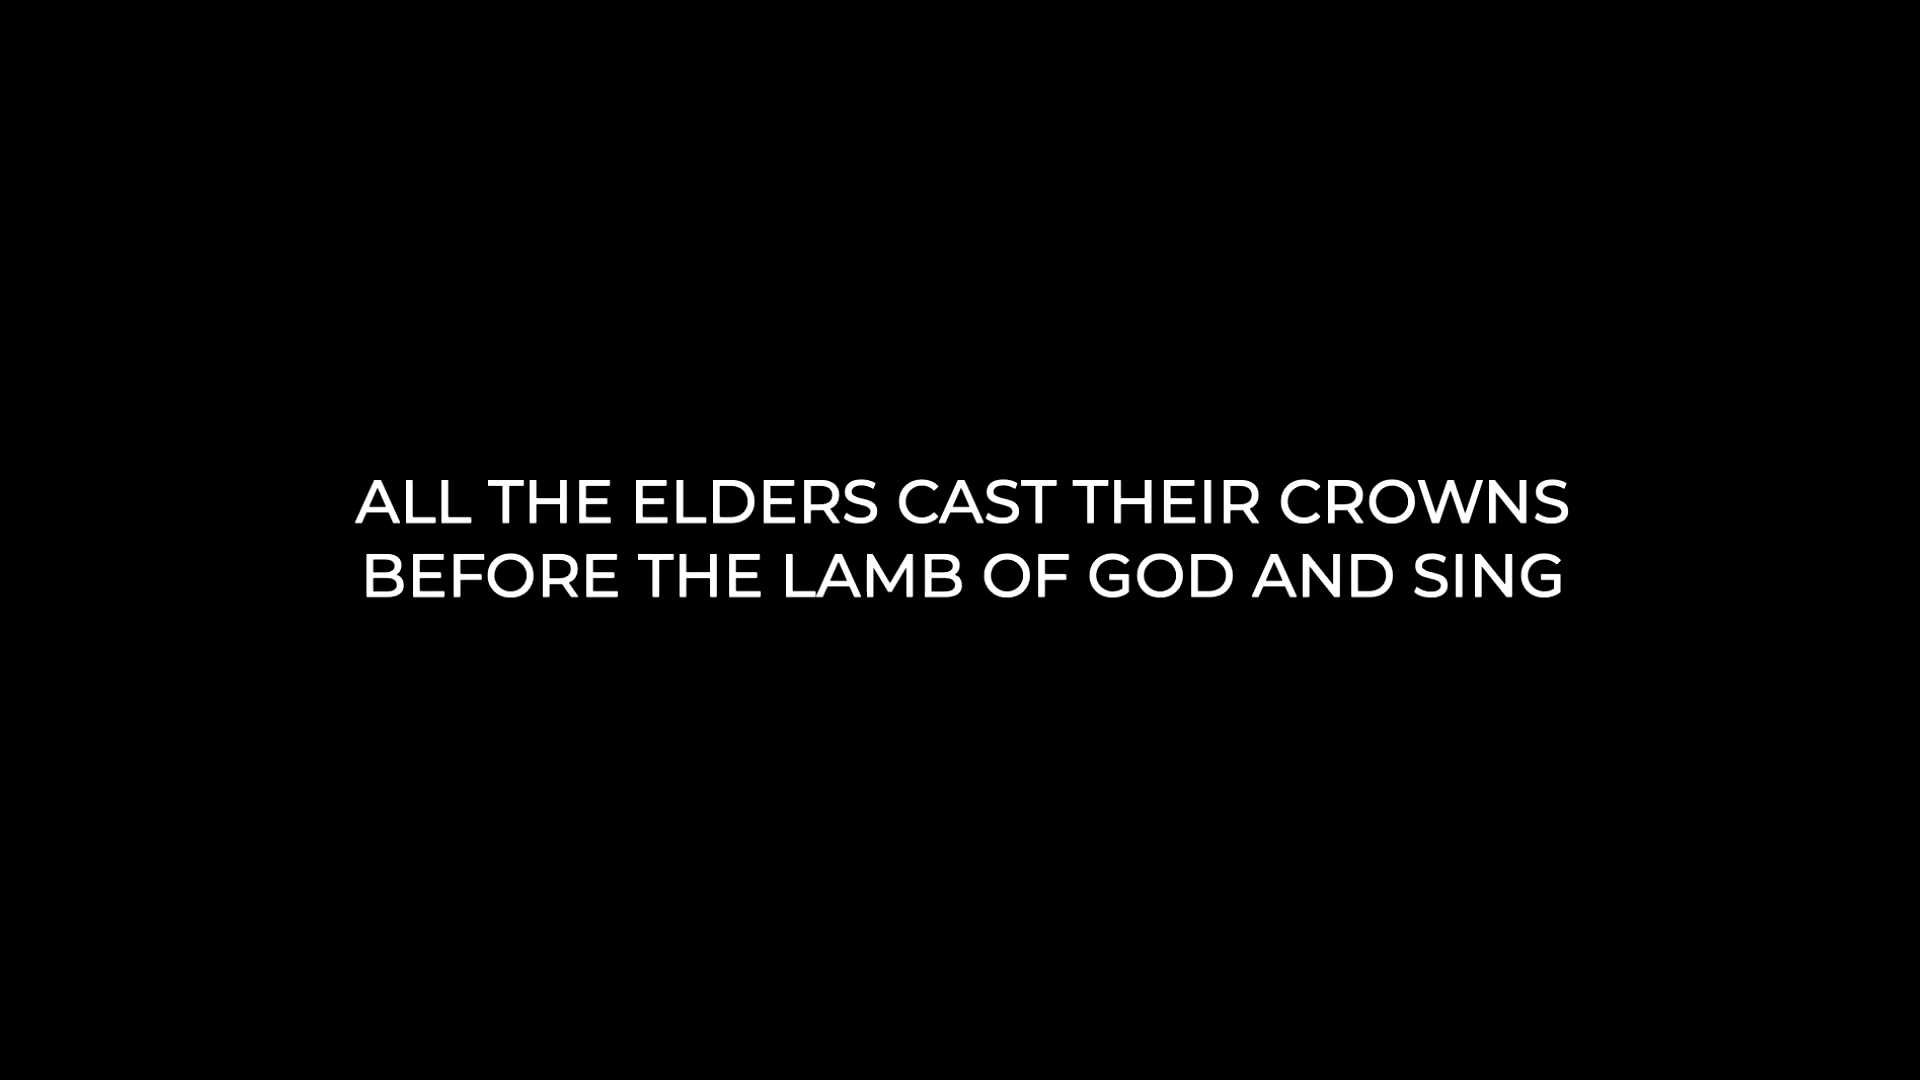 ALL THE ELDERS CAST THEIR CROWNS
BEFORE THE LAMB OF GOD AND SING